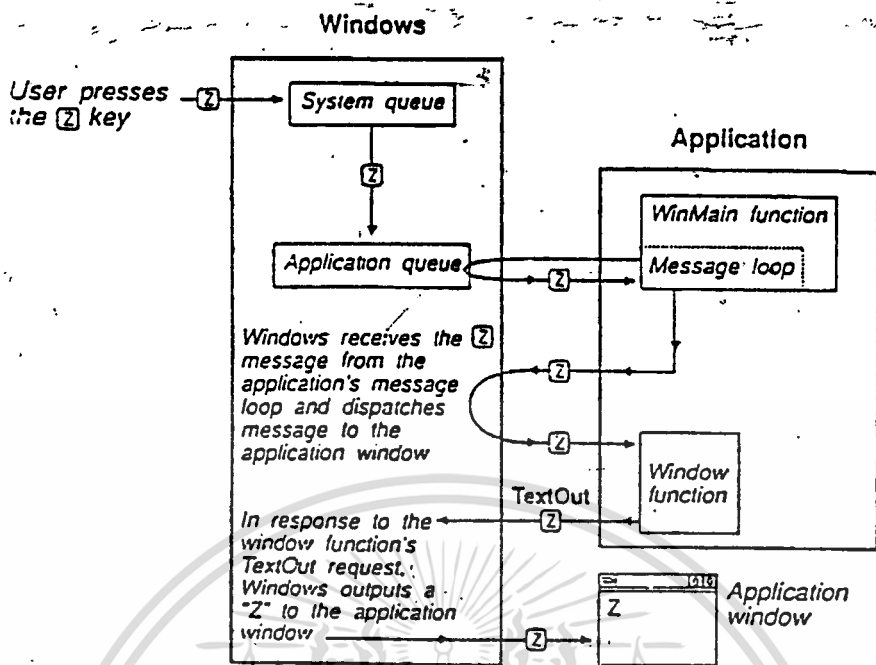 Windows
User presses
the Z key
Z
System queue
Z
Application
WinMain function
Message loop
Application queue
Z
Windows receives the Z
message from the
application's message
loop and dispatches
message to the
application window
Z
Z
Window
function
TextOut
Z
In response to the
window function's
TextOut request,
Windows outputs a
"Z" to the application
window
Z
Z
Application
window